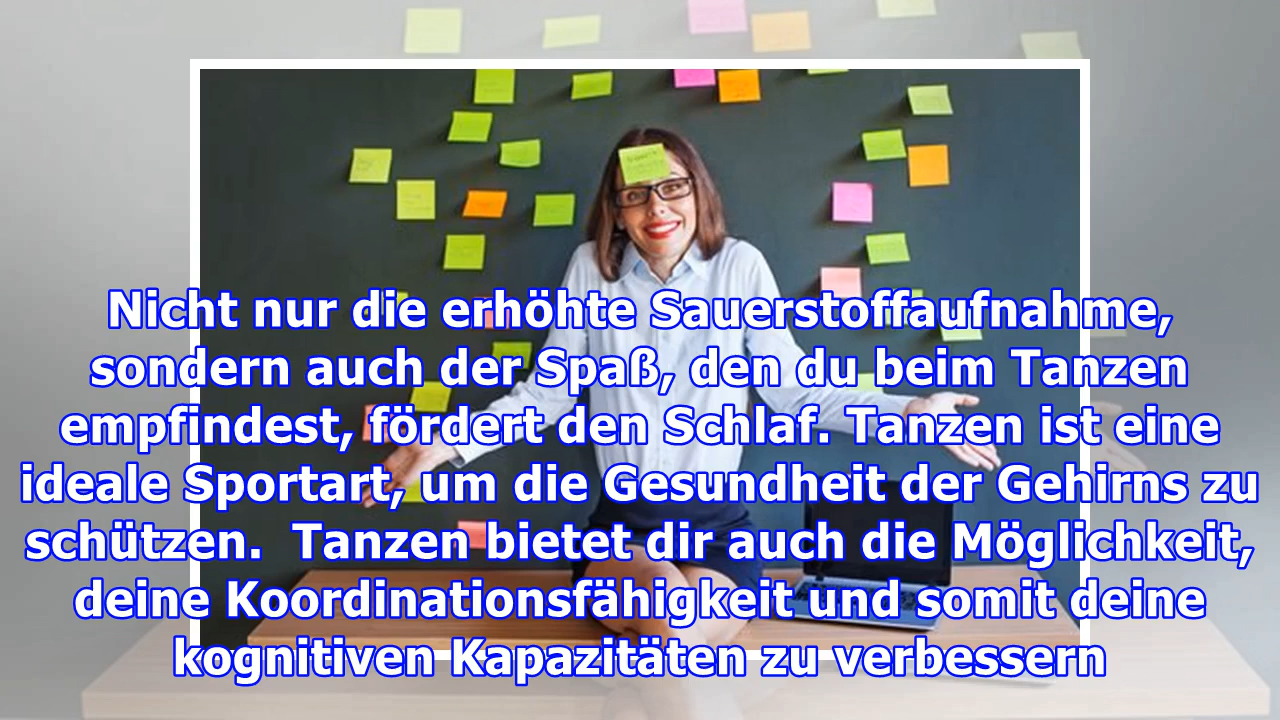 Nicht nur die erhöhte Sauerstoffaufnahme,
sondern auch der Spaß, den du beim Tanzen
empfindest, fördert den Schlaf. Tanzen ist eine
ideale Sportart, um die Gesundheit der Gehirns zu
schützen.  Tanzen bietet dir auch die Möglichkeit,
deine Koordinationsfähigkeit und somit deine
kognitiven Kapazitäten zu verbessern